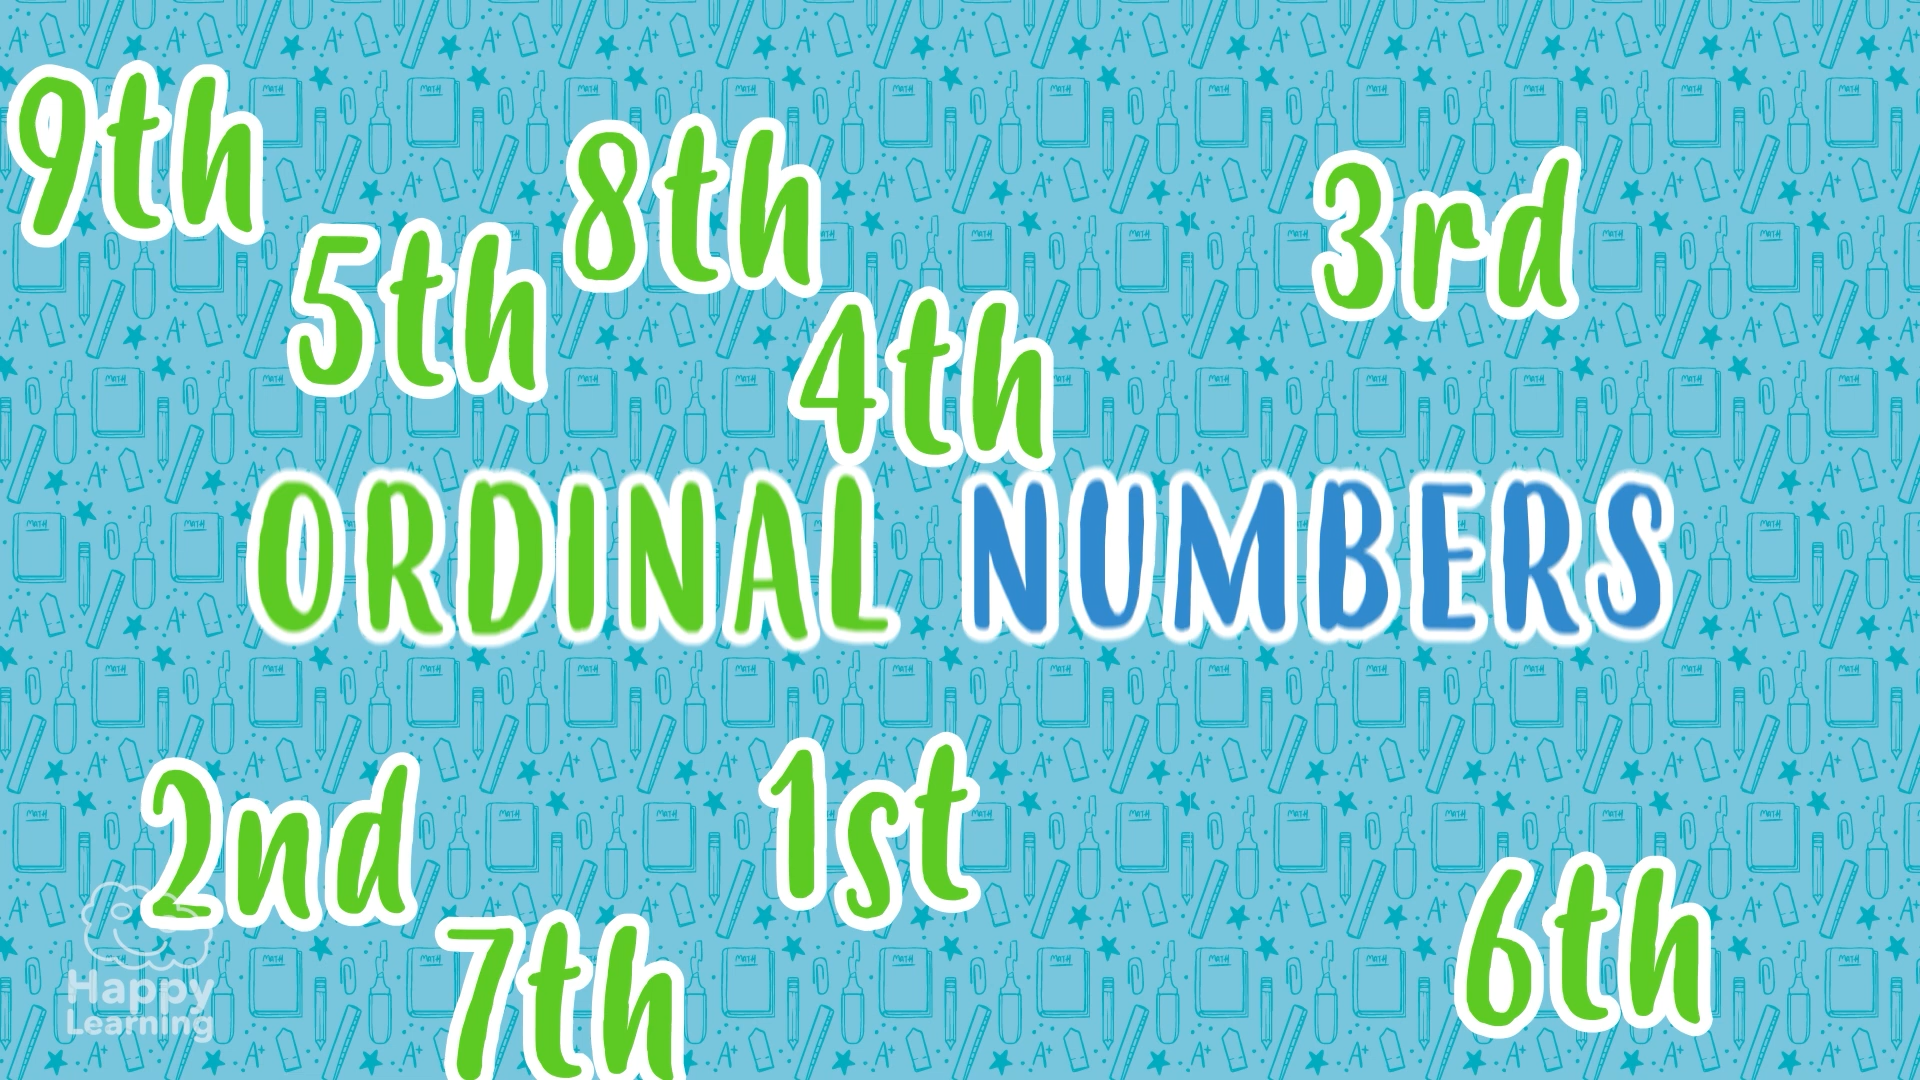 9th
8th
3rd
5th
4th
ORDINAL NUMBERS
1st
2nd
6th
7th
Happy
Learning